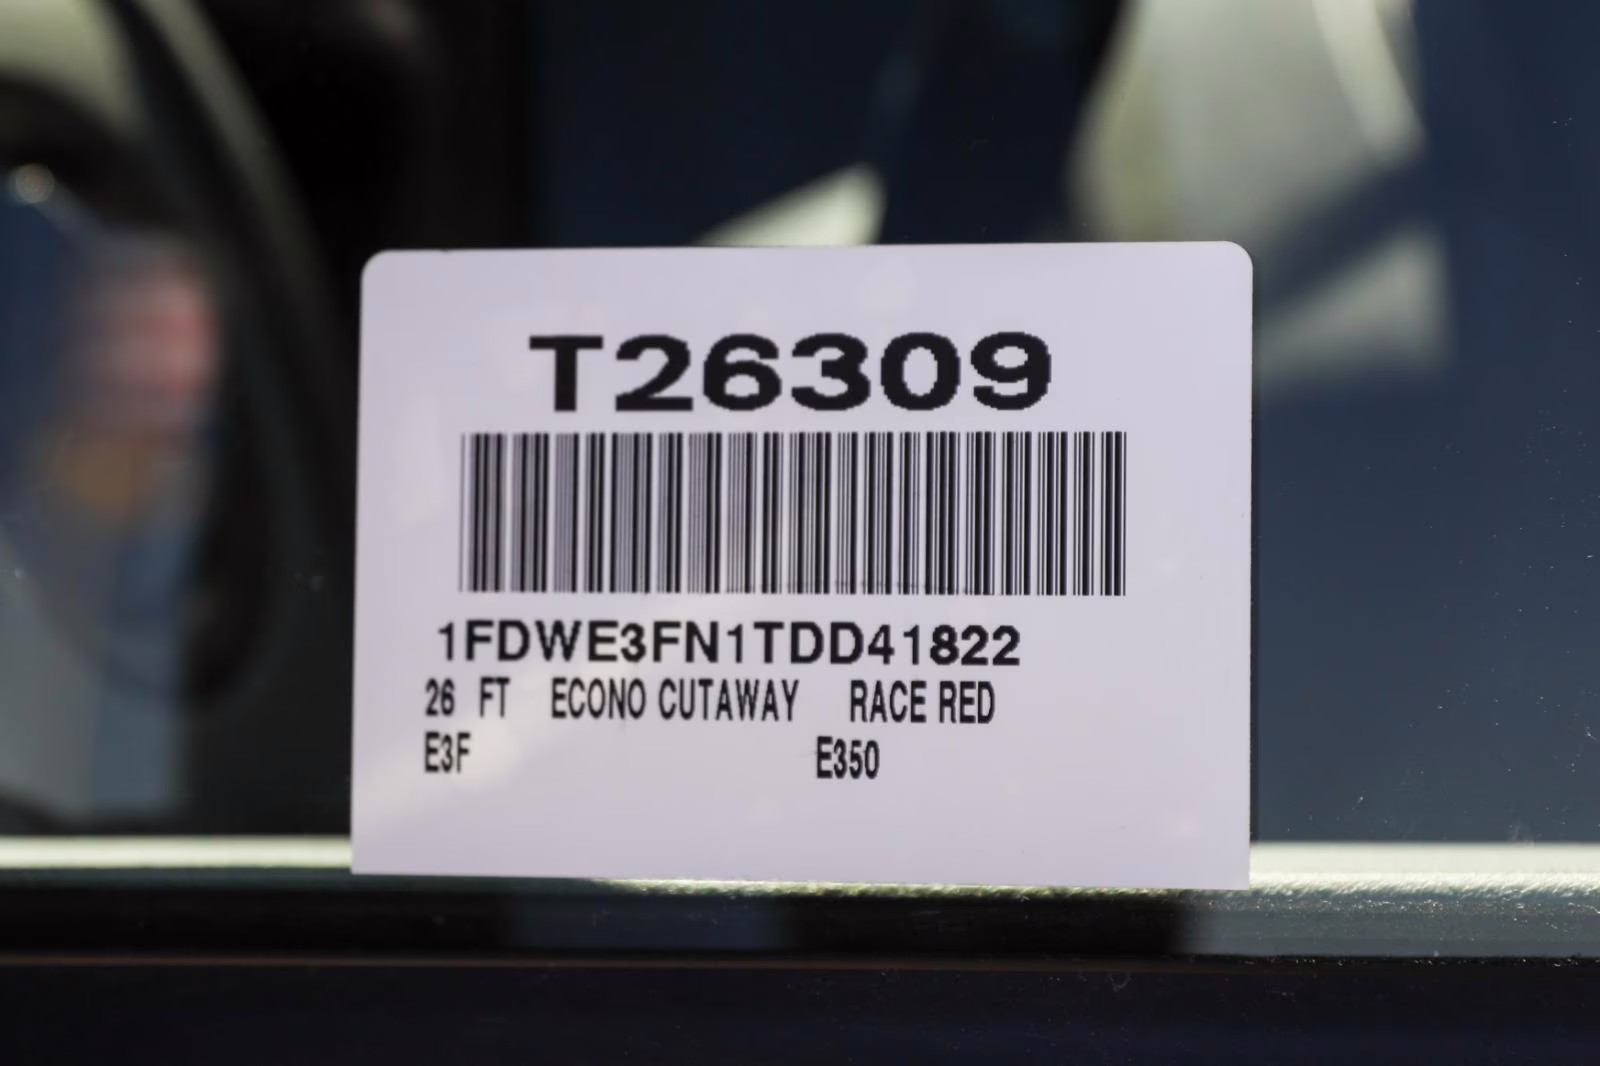 T26309
1FDWE3FN1TDD41822
26 FT ECONO CUTAWAY RACE RED
E3F E350